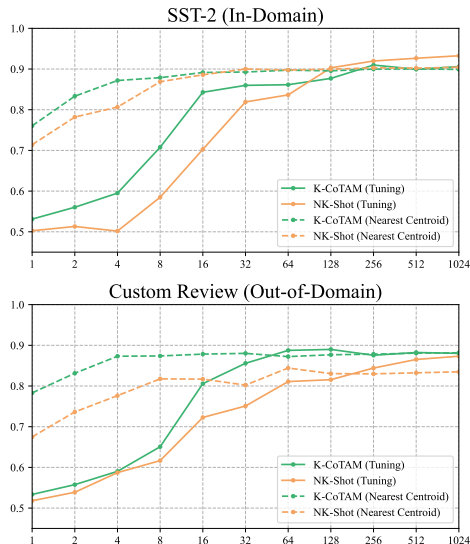 SST-2 (In-Domain)
1.0
0.9
0.8
0.7
0.6
0.5
K-CoTAM (Tuning)
NK-Shot (Tuning)
K-CoTAM (Nearest Centroid)
NK-Shot (Nearest Centroid)
1 2 4 8 16 32 64 128 256 512 1024
Custom Review (Out-of-Domain)
1.0
0.9
0.8
0.7
0.6
0.5
K-CoTAM (Tuning)
NK-Shot (Tuning)
K-CoTAM (Nearest Centroid)
NK-Shot (Nearest Centroid)
1 2 4 8 16 32 64 128 256 512 1024